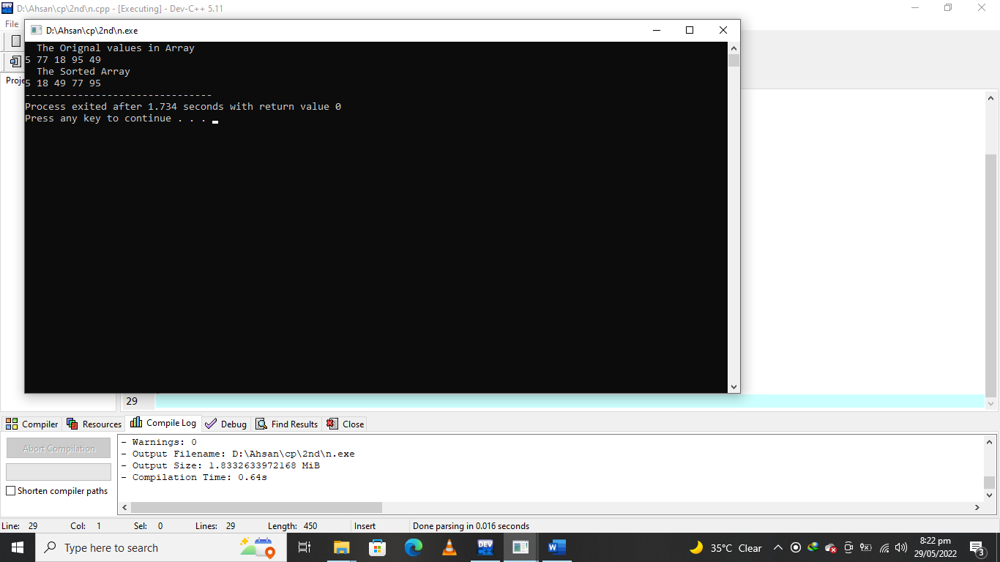 D:\Ahsan\cp\2nd\n.cpp - [Executing] - Dev-C++ 5.11
File
D:\Ahsan\cp\2nd\n.exe
The Orignal values in Array
5 77 18 95 49
The Sorted Array
5 18 49 77 95
--------------------------------
Process exited after 1.734 seconds with return value 0
Press any key to continue . . .
Proje
29
Compiler Resources Compile Log Debug Find Results Close
Abort Compilation
Shorten compiler paths
- Warnings: 0
- Output Filename: D:\Ahsan\cp\2nd\n.exe
- Output Size: 1.8332633972168 MiB
- Compilation Time: 0.64s
Line: 29 Col: 1 Sel: 0 Lines: 29 Length: 450 Insert Done parsing in 0.016 seconds
Type here to search
DEV
W
35°C Clear
8:22 pm
29/05/2022
3